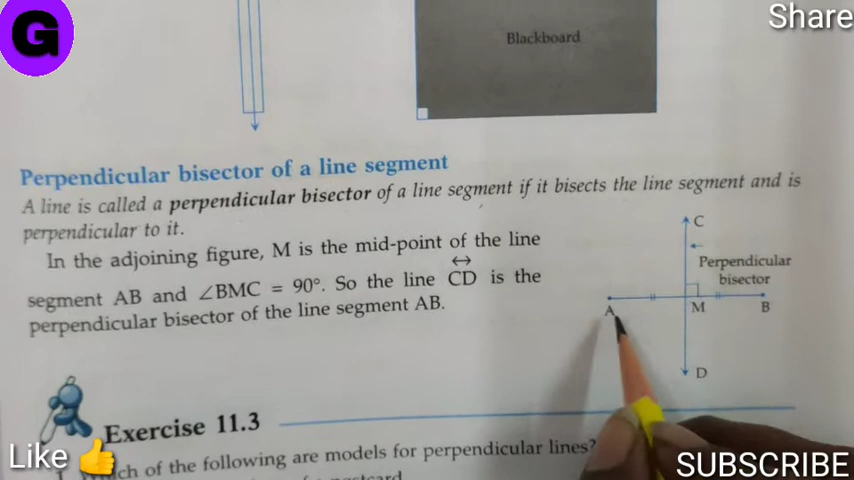 G
Share
Blackboard
Perpendicular bisector of a line segment
A line is called a perpendicular bisector of a line segment if it bisects the line segment and is
perpendicular to it.
In the adjoining figure, M is the mid-point of the line
segment AB and ∠BMC = 90°. So the line CD is the
perpendicular bisector of the line segment AB.
C
Perpendicular
bisector
A
M
B
D
Exercise 11.3
of the following are models for perpendicular lines?
Like 👍
SUBSCRIBE